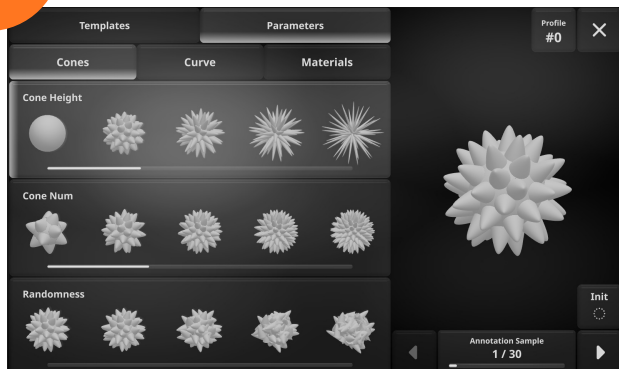 Templates
Parameters
Profile
#0
Cones
Curve
Materials
Cone Height
Cone Num
Randomness
Init
Annotation Sample
1 / 30